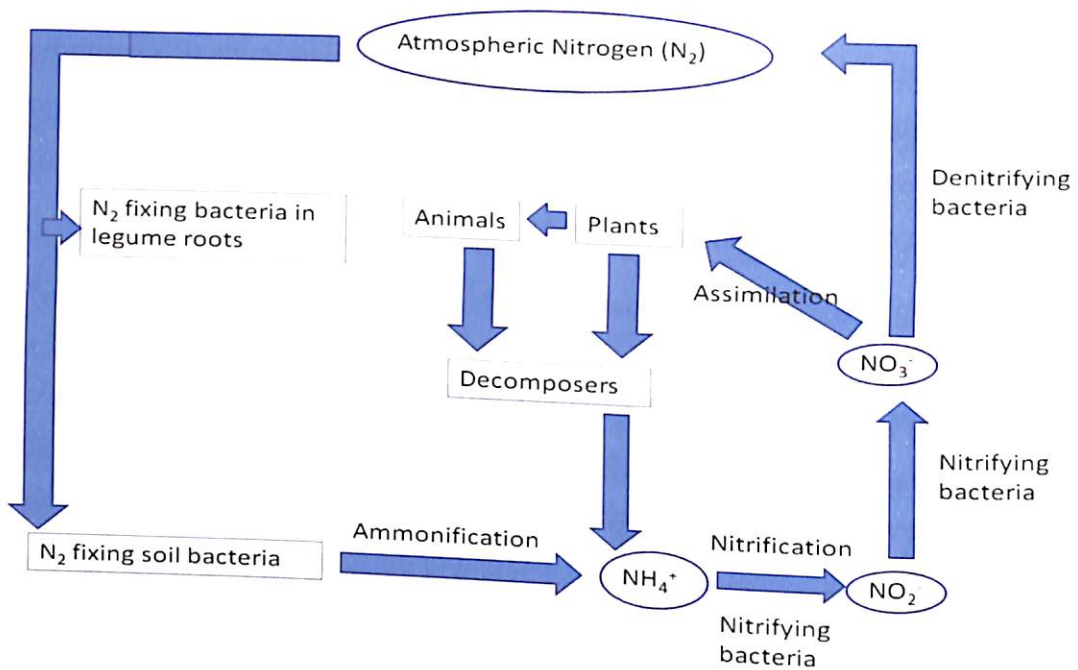 Atmospheric Nitrogen (N₂)
Denitrifying
bacteria
N₂ fixing bacteria in
legume roots
Animals
Plants
Assimilation
NO₃⁻
Decomposers
Nitrifying
bacteria
N₂ fixing soil bacteria
Ammonification
NH₄⁺
Nitrification
NO₂⁻
Nitrifying
bacteria